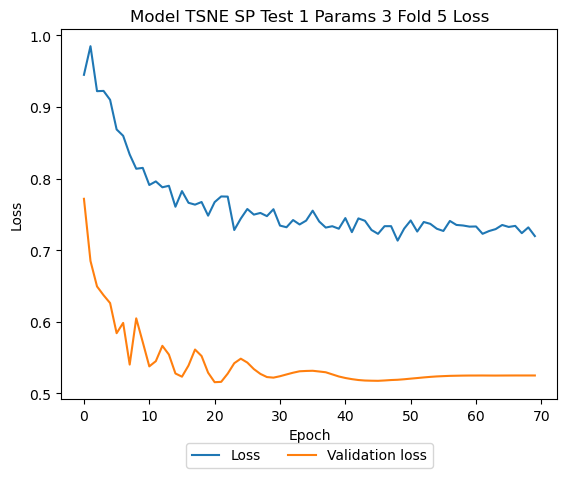 Model TSNE SP Test 1 Params 3 Fold 5 Loss
1.0
0.9
0.8
0.7
0.6
0.5
Loss
0 10 20 30 40 50 60 70
Epoch
Loss Validation loss